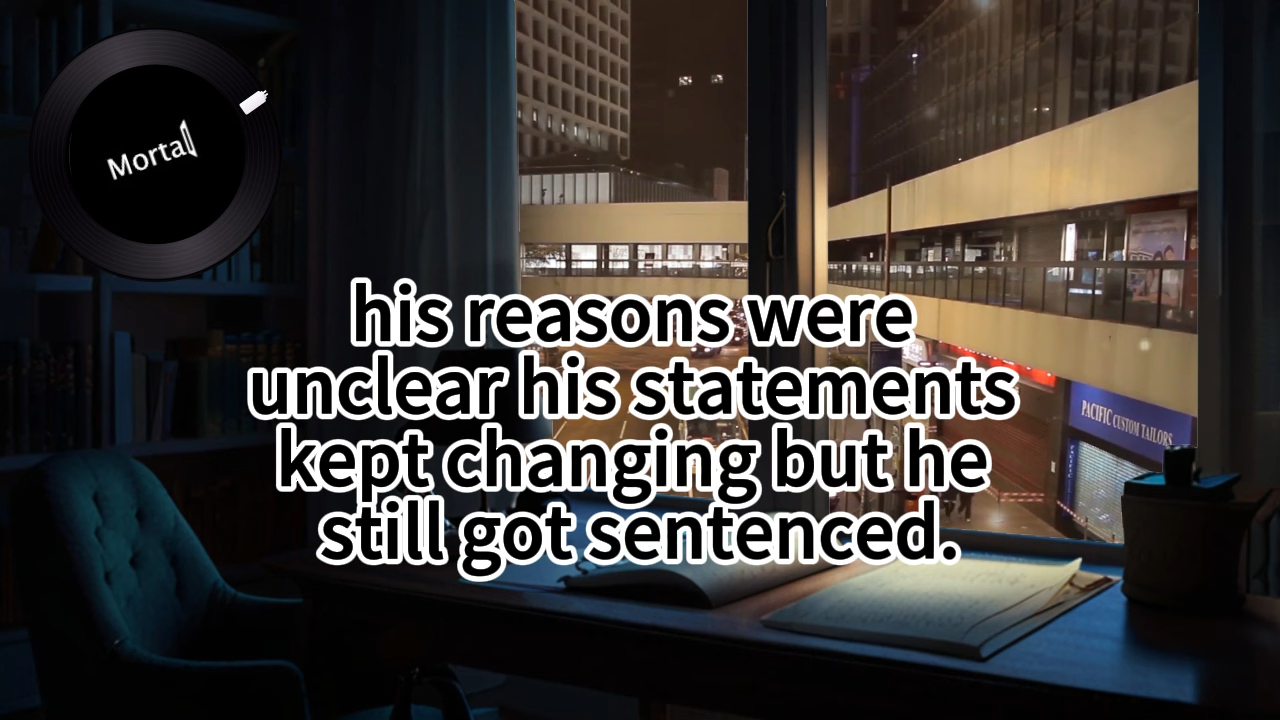 Mortal
his reasons were
unclear his statements
kept changing but he
still got sentenced.
PACIFIC CUSTOM TAILORS